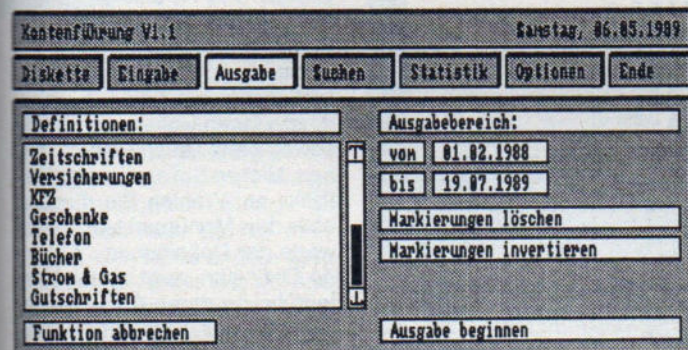 Kontenführung V1.1 Samstag, 06.05.1989
Diskette Eingabe Ausgabe Suchen Statistik Optionen Ende
Definitionen:
Zeitschriften
Versicherungen
KFZ
Geschenke
Telefon
Bücher
Strom & Gas
Gutschriften
Funktion abbrechen
Ausgabebereich:
von 01.02.1988
bis 19.07.1989
Markierungen löschen
Markierungen invertieren
Ausgabe beginnen